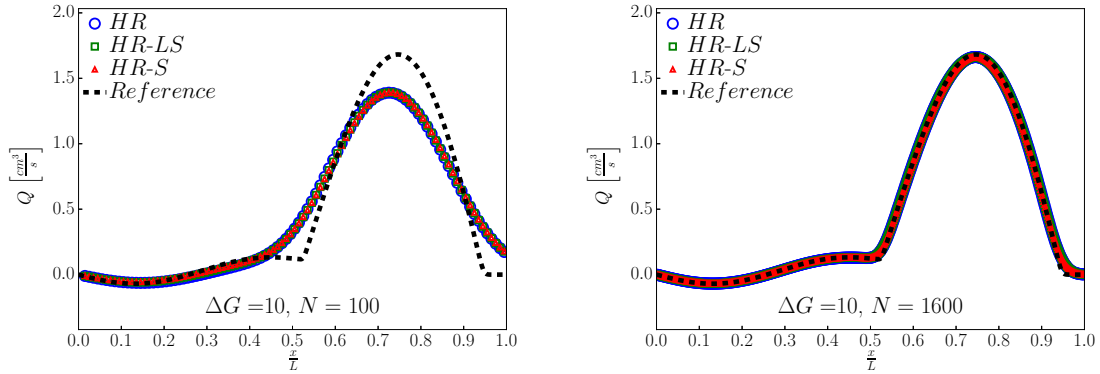 2.0
HR
HR-LS
HR-S
Reference
1.5
1.0
0.5
0.0
Q [cm³/s]
ΔG =10, N = 100
0.0 0.1 0.2 0.3 0.4 0.5 0.6 0.7 0.8 0.9 1.0
x/L
2.0
HR
HR-LS
HR-S
Reference
1.5
1.0
0.5
0.0
Q [cm³/s]
ΔG =10, N = 1600
0.0 0.1 0.2 0.3 0.4 0.5 0.6 0.7 0.8 0.9 1.0
x/L